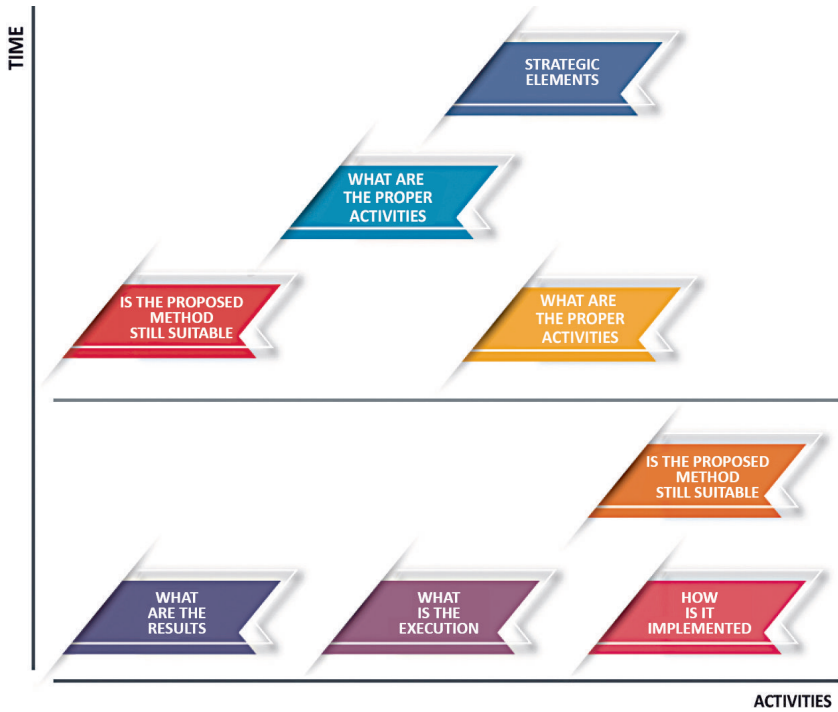 TIME
STRATEGIC
ELEMENTS
WHAT ARE
THE PROPER
ACTIVITIES
IS THE PROPOSED
METHOD
STILL SUITABLE
WHAT ARE
THE PROPER
ACTIVITIES
IS THE PROPOSED
METHOD
STILL SUITABLE
WHAT
ARE THE
RESULTS
WHAT
IS THE
EXECUTION
HOW
IS IT
IMPLEMENTED
ACTIVITIES